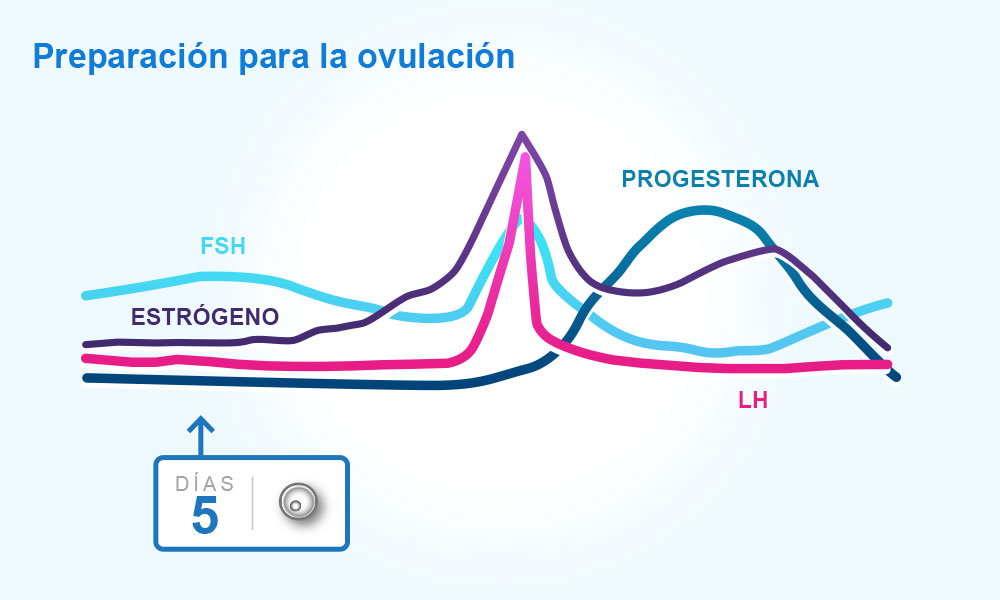 Preparación para la ovulación
PROGESTERONA
FSH
ESTRÓGENO
LH
DÍAS
5